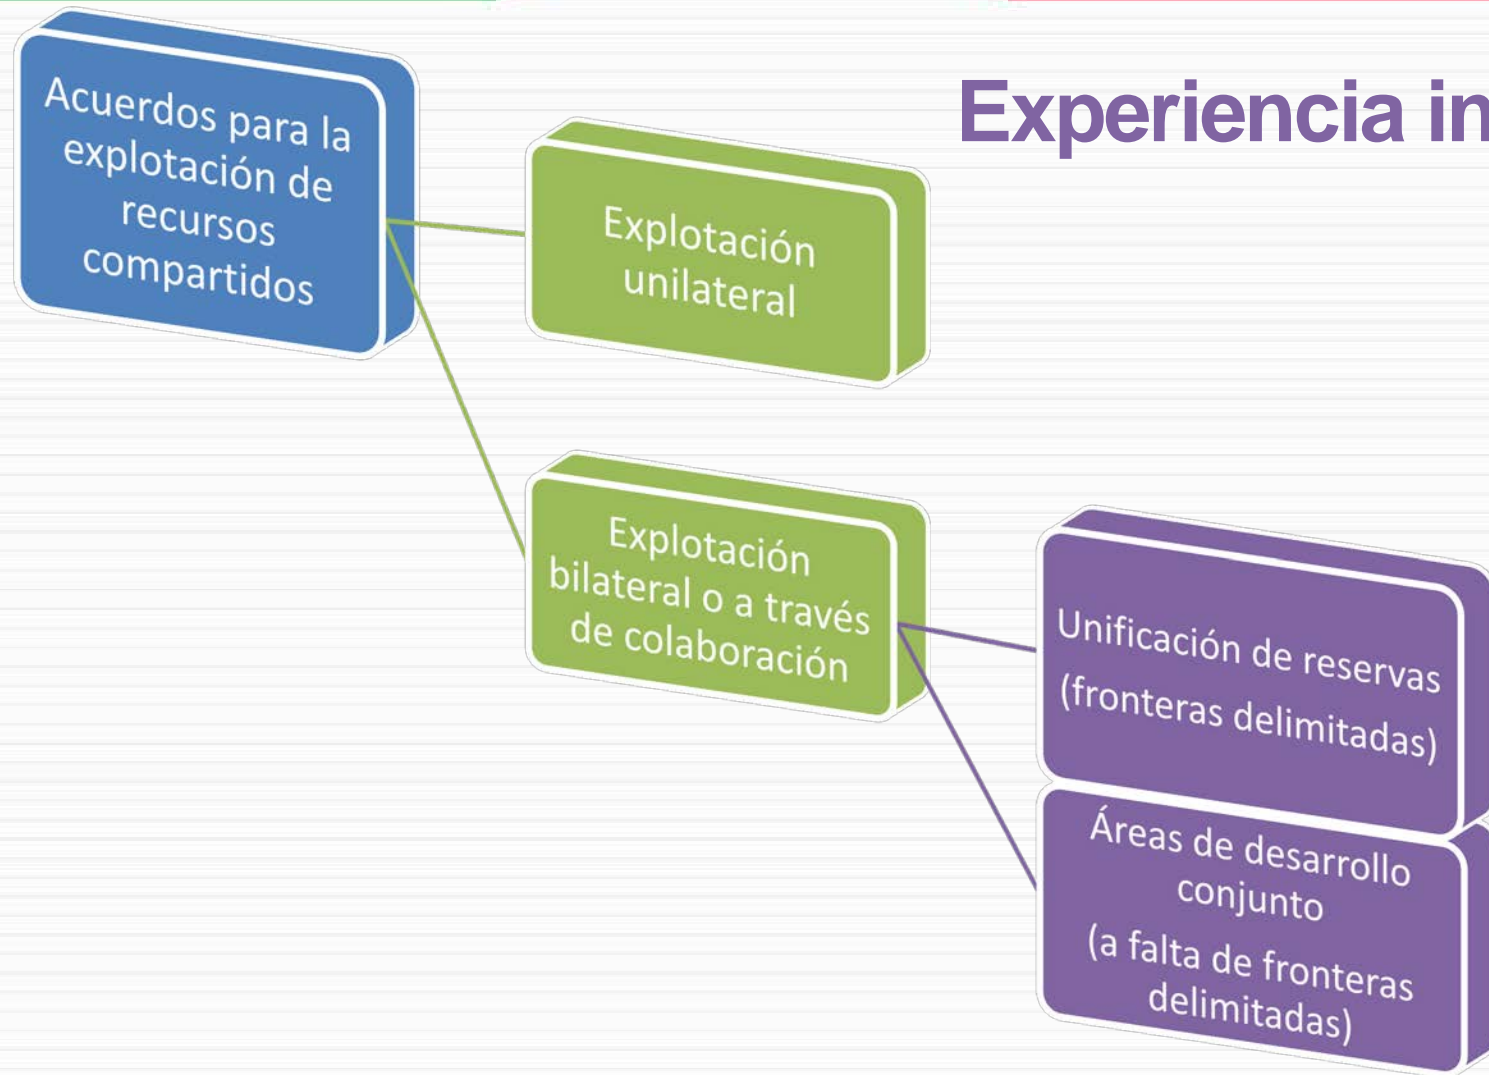 Experiencia in
Acuerdos para la
explotación de
recursos
compartidos
Explotación
unilateral
Explotación
bilateral o a través
de colaboración
Unificación de reservas
(fronteras delimitadas)
Áreas de desarrollo
conjunto
(a falta de fronteras
delimitadas)